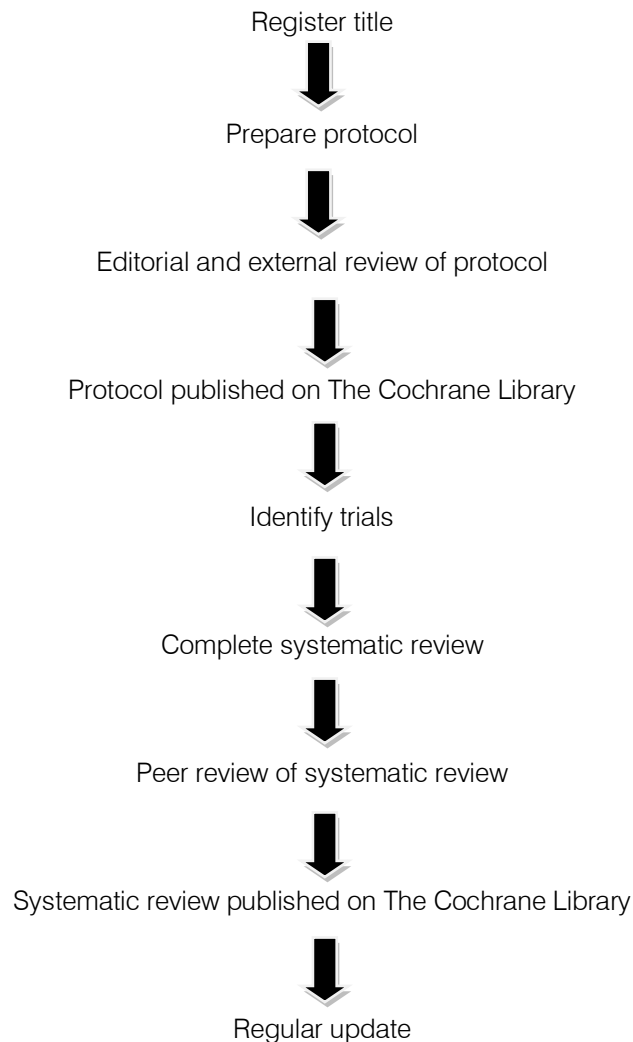 Register title
Prepare protocol
Editorial and external review of protocol
Protocol published on The Cochrane Library
Identify trials
Complete systematic review
Peer review of systematic review
Systematic review published on The Cochrane Library
Regular update